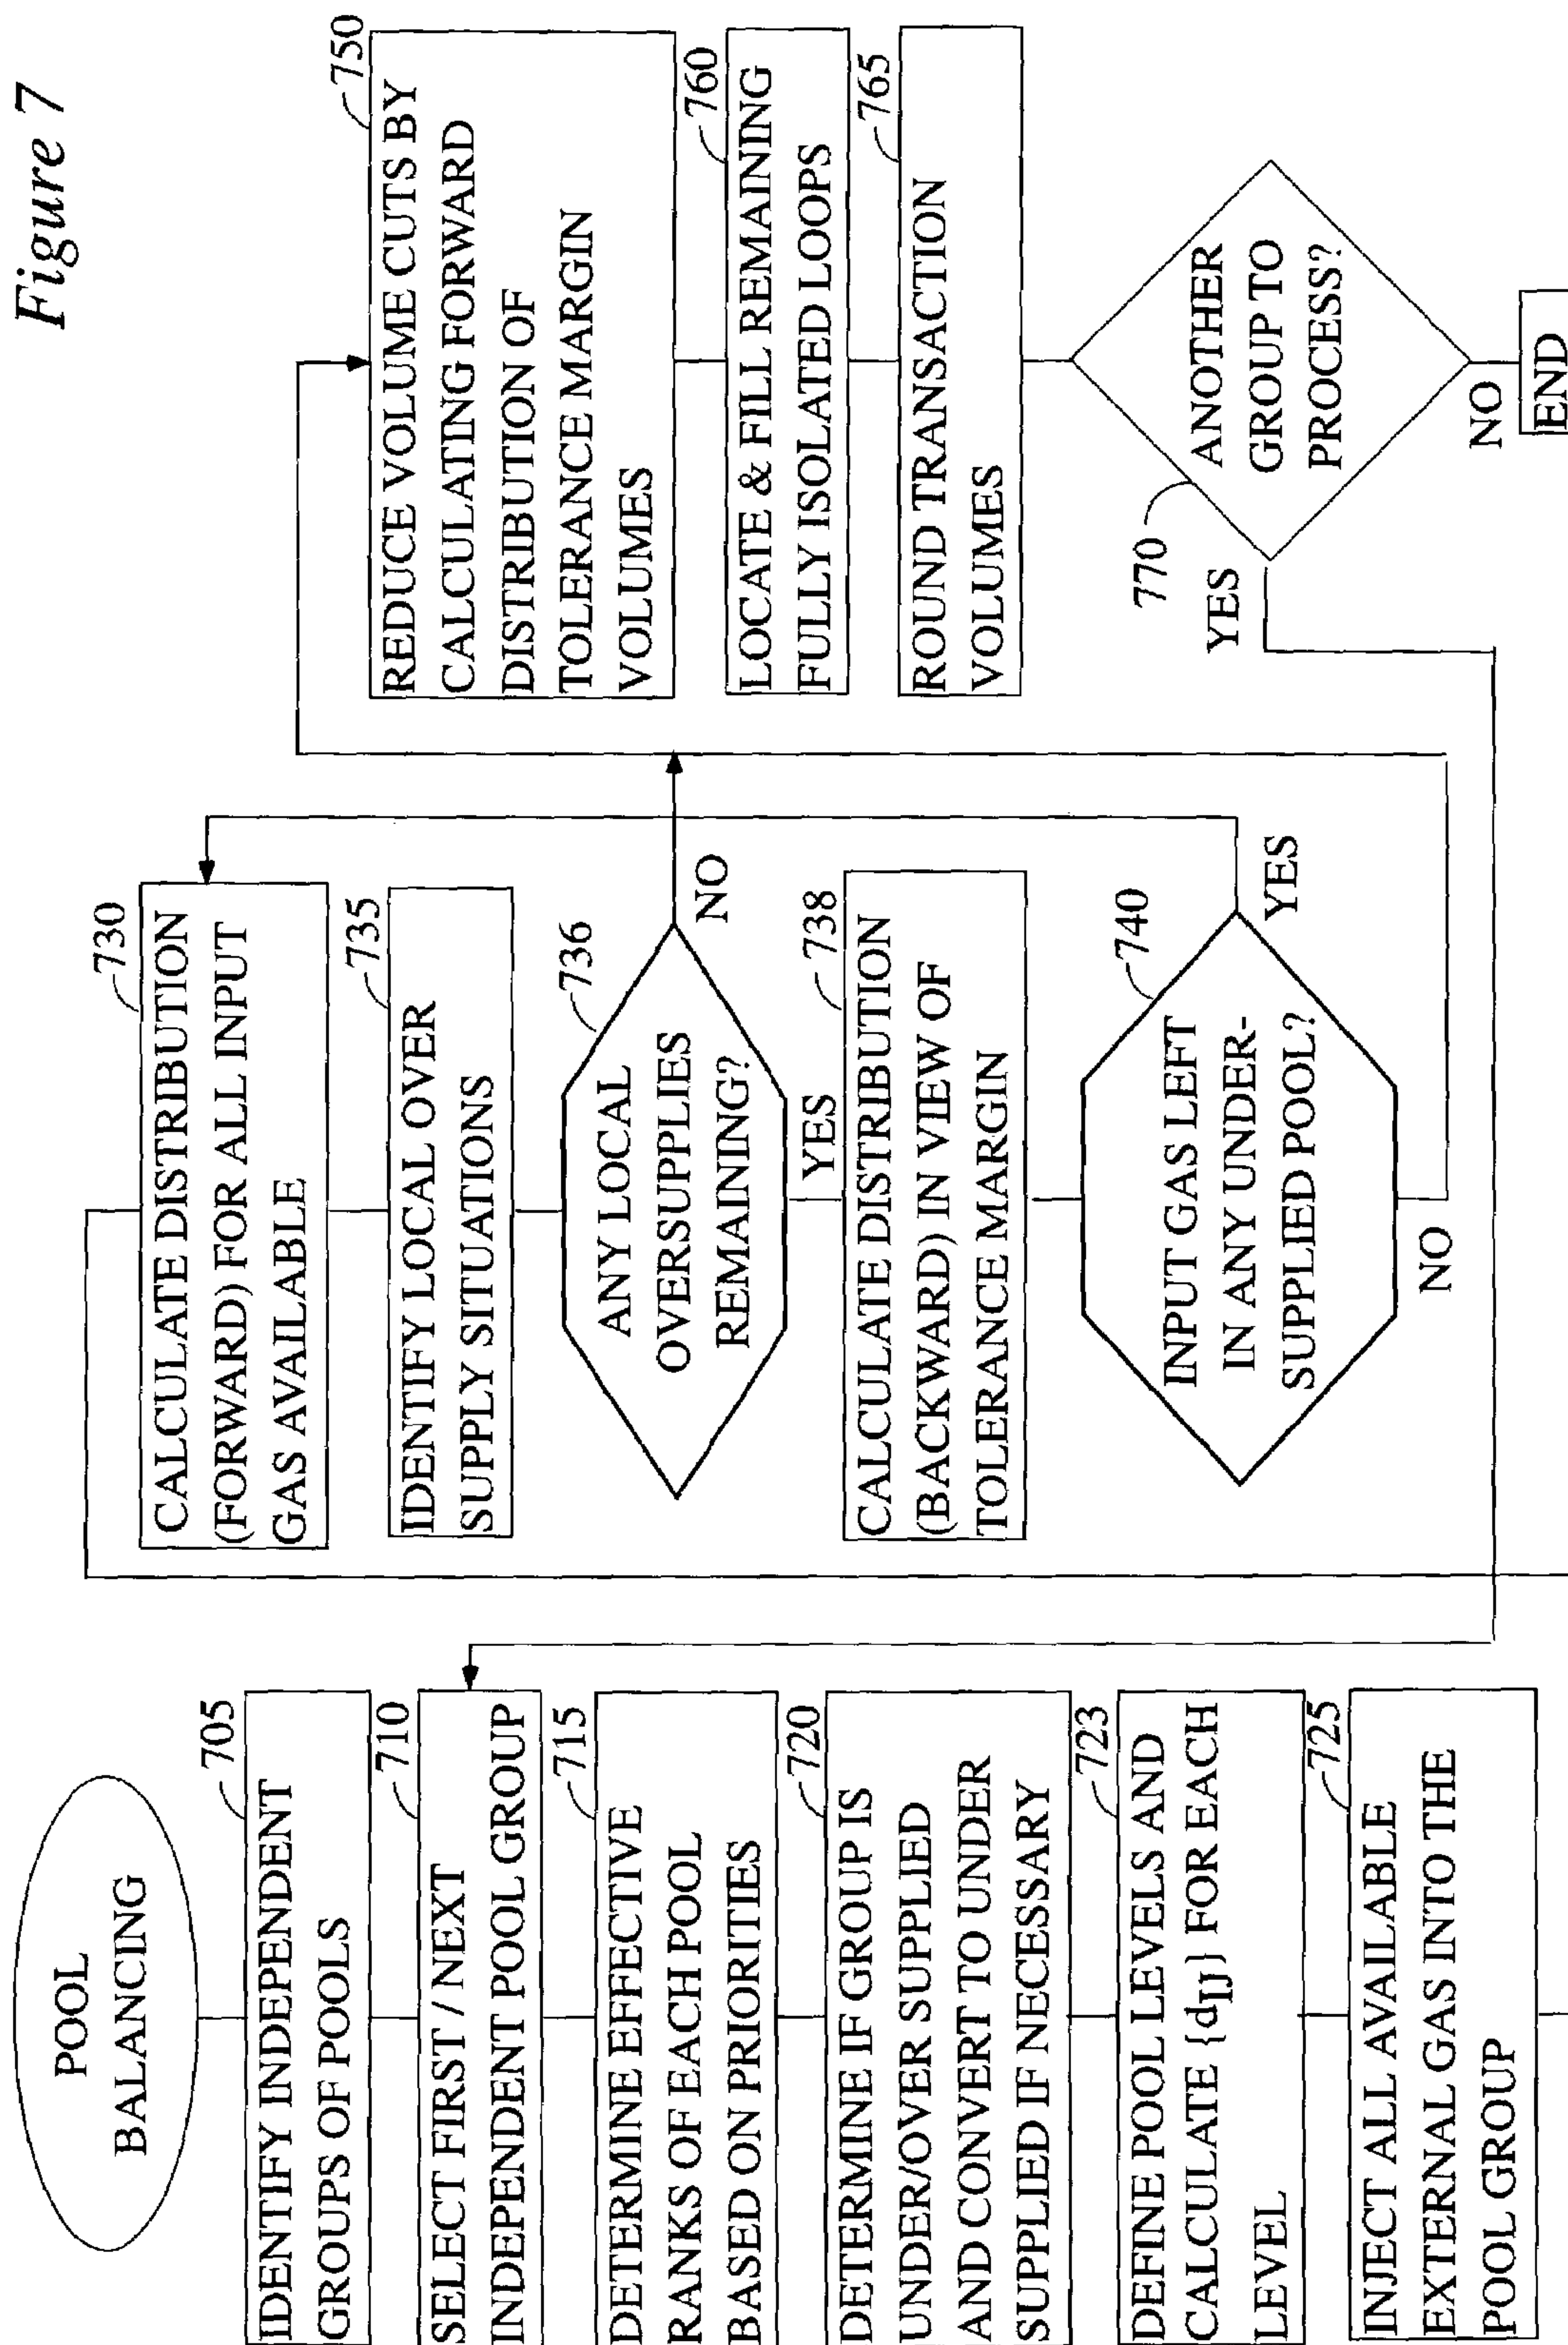 Figure 7
POOL
BALANCING
705
IDENTIFY INDEPENDENT
GROUPS OF POOLS
710
SELECT FIRST / NEXT
INDEPENDENT POOL GROUP
715
DETERMINE EFFECTIVE
RANKS OF EACH POOL
BASED ON PRIORITIES
720
DETERMINE IF GROUP IS
UNDER/OVER SUPPLIED
AND CONVERT TO UNDER
SUPPLIED IF NECESSARY
723
DEFINE POOL LEVELS AND
CALCULATE {dIJ} FOR EACH
LEVEL
725
INJECT ALL AVAILABLE
EXTERNAL GAS INTO THE
POOL GROUP
730
CALCULATE DISTRIBUTION
(FORWARD) FOR ALL INPUT
GAS AVAILABLE
735
IDENTIFY LOCAL OVER
SUPPLY SITUATIONS
736
ANY LOCAL
OVERSUPPLIES
REMAINING?
NO
YES
738
CALCULATE DISTRIBUTION
(BACKWARD) IN VIEW OF
TOLERANCE MARGIN
740
INPUT GAS LEFT
IN ANY UNDER-
SUPPLIED POOL?
YES
NO
750
REDUCE VOLUME CUTS BY
CALCULATING FORWARD
DISTRIBUTION OF
TOLERANCE MARGIN
VOLUMES
760
LOCATE & FILL REMAINING
FULLY ISOLATED LOOPS
765
ROUND TRANSACTION
VOLUMES
770
ANOTHER
GROUP TO
PROCESS?
YES
NO
END